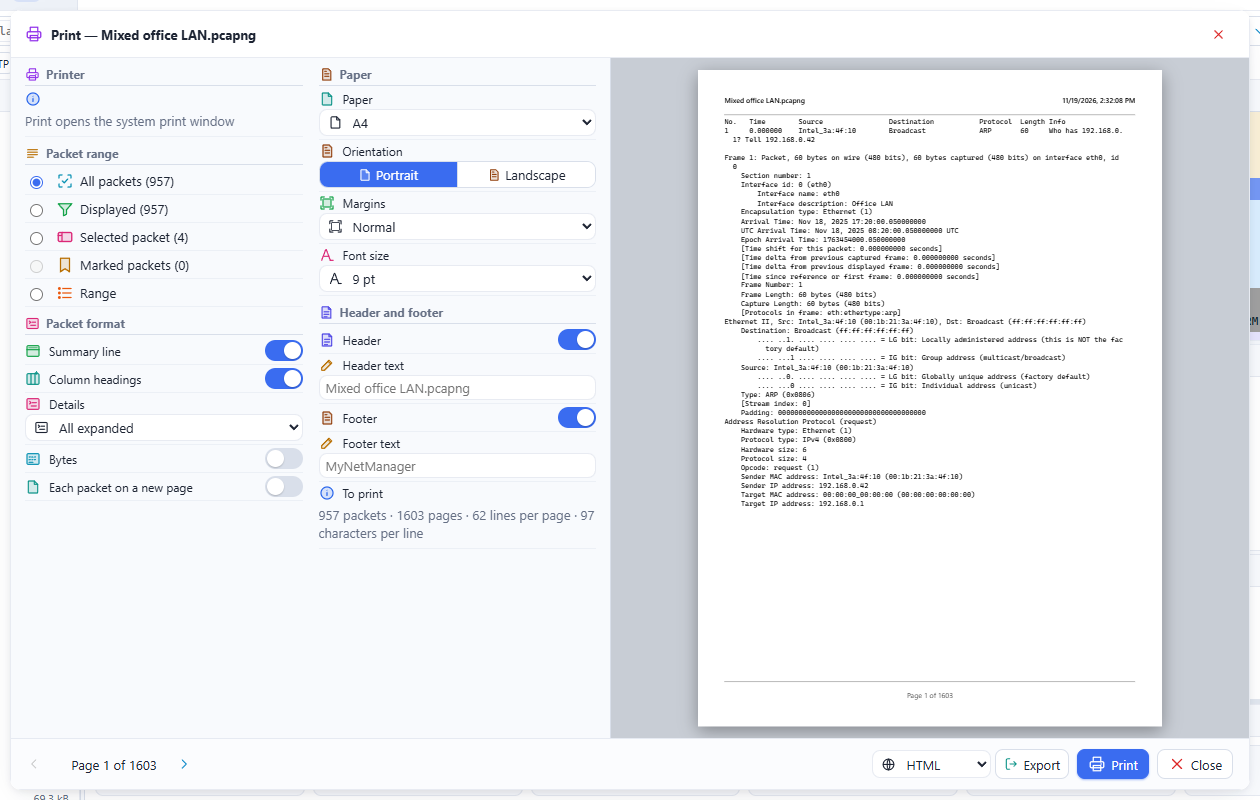 Print — Mixed office LAN.pcapng
Printer
Print opens the system print window
Packet range
All packets (957)
Displayed (957)
Selected packet (4)
Marked packets (0)
Range
Packet format
Summary line
Column headings
Details
All expanded
Bytes
Each packet on a new page
Paper
Paper
A4
Orientation
Portrait
Landscape
Margins
Normal
Font size
9 pt
Header and footer
Header
Header text
Mixed office LAN.pcapng
Footer
Footer text
MyNetManager
To print
957 packets · 1603 pages · 62 lines per page · 97
characters per line
Mixed office LAN.pcapng 11/19/2026, 2:32:08 PM
No. Time Source Destination Protocol Length Info
1 0.000000 Intel_3a:4f:10 Broadcast ARP 60 Who has 192.168.0.
1? Tell 192.168.0.42
Frame 1: Packet, 60 bytes on wire (480 bits), 60 bytes captured (480 bits) on interface eth0, id
0
Section number: 1
Interface id: 0 (eth0)
Interface name: eth0
Interface description: Office LAN
Encapsulation type: Ethernet (1)
Arrival Time: Nov 18, 2025 17:20:00.050000000
UTC Arrival Time: Nov 18, 2025 08:20:00.050000000 UTC
Epoch Arrival Time: 1763454000.050000000
[Time shift for this packet: 0.000000000 seconds]
[Time delta from previous captured frame: 0.000000000 seconds]
[Time delta from previous displayed frame: 0.000000000 seconds]
[Time since reference or first frame: 0.000000000 seconds]
Frame Number: 1
Frame Length: 60 bytes (480 bits)
Capture Length: 60 bytes (480 bits)
[Protocols in frame: eth:ethertype:arp]
Ethernet II, Src: Intel_3a:4f:10 (00:1b:21:3a:4f:10), Dst: Broadcast (ff:ff:ff:ff:ff:ff)
Destination: Broadcast (ff:ff:ff:ff:ff:ff)
.... ..1. .... .... .... .... = LG bit: Locally administered address (this is NOT the fac
tory default)
.... ...1 .... .... .... .... = IG bit: Group address (multicast/broadcast)
Source: Intel_3a:4f:10 (00:1b:21:3a:4f:10)
.... ..0. .... .... .... .... = LG bit: Globally unique address (factory default)
.... ...0 .... .... .... .... = IG bit: Individual address (unicast)
Type: ARP (0x0806)
[Stream index: 0]
Padding: 000000000000000000000000000000000000
Address Resolution Protocol (request)
Hardware type: Ethernet (1)
Protocol type: IPv4 (0x0800)
Hardware size: 6
Protocol size: 4
Opcode: request (1)
Sender MAC address: Intel_3a:4f:10 (00:1b:21:3a:4f:10)
Sender IP address: 192.168.0.42
Target MAC address: 00:00:00_00:00:00 (00:00:00:00:00:00)
Target IP address: 192.168.0.1
Page 1 of 1603
Page 1 of 1603
HTML
Export
Print
Close
69.3 kB